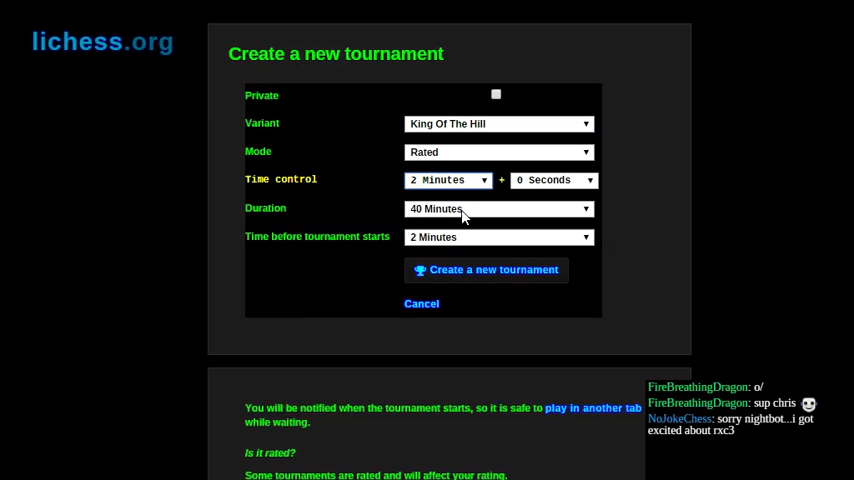 lichess.org
Create a new tournament
Private
Variant
King Of The Hill
Mode
Rated
Time control
2 Minutes + 0 Seconds
Duration
40 Minutes
Time before tournament starts
2 Minutes
Create a new tournament
Cancel
You will be notified when the tournament starts, so it is safe to play in another tab
while waiting.
Is it rated?
Some tournaments are rated and will affect your rating.
FireBreathingDragon: o/
FireBreathingDragon: sup chris
NoJokeChess: sorry nightbot...i got
excited about rxc3